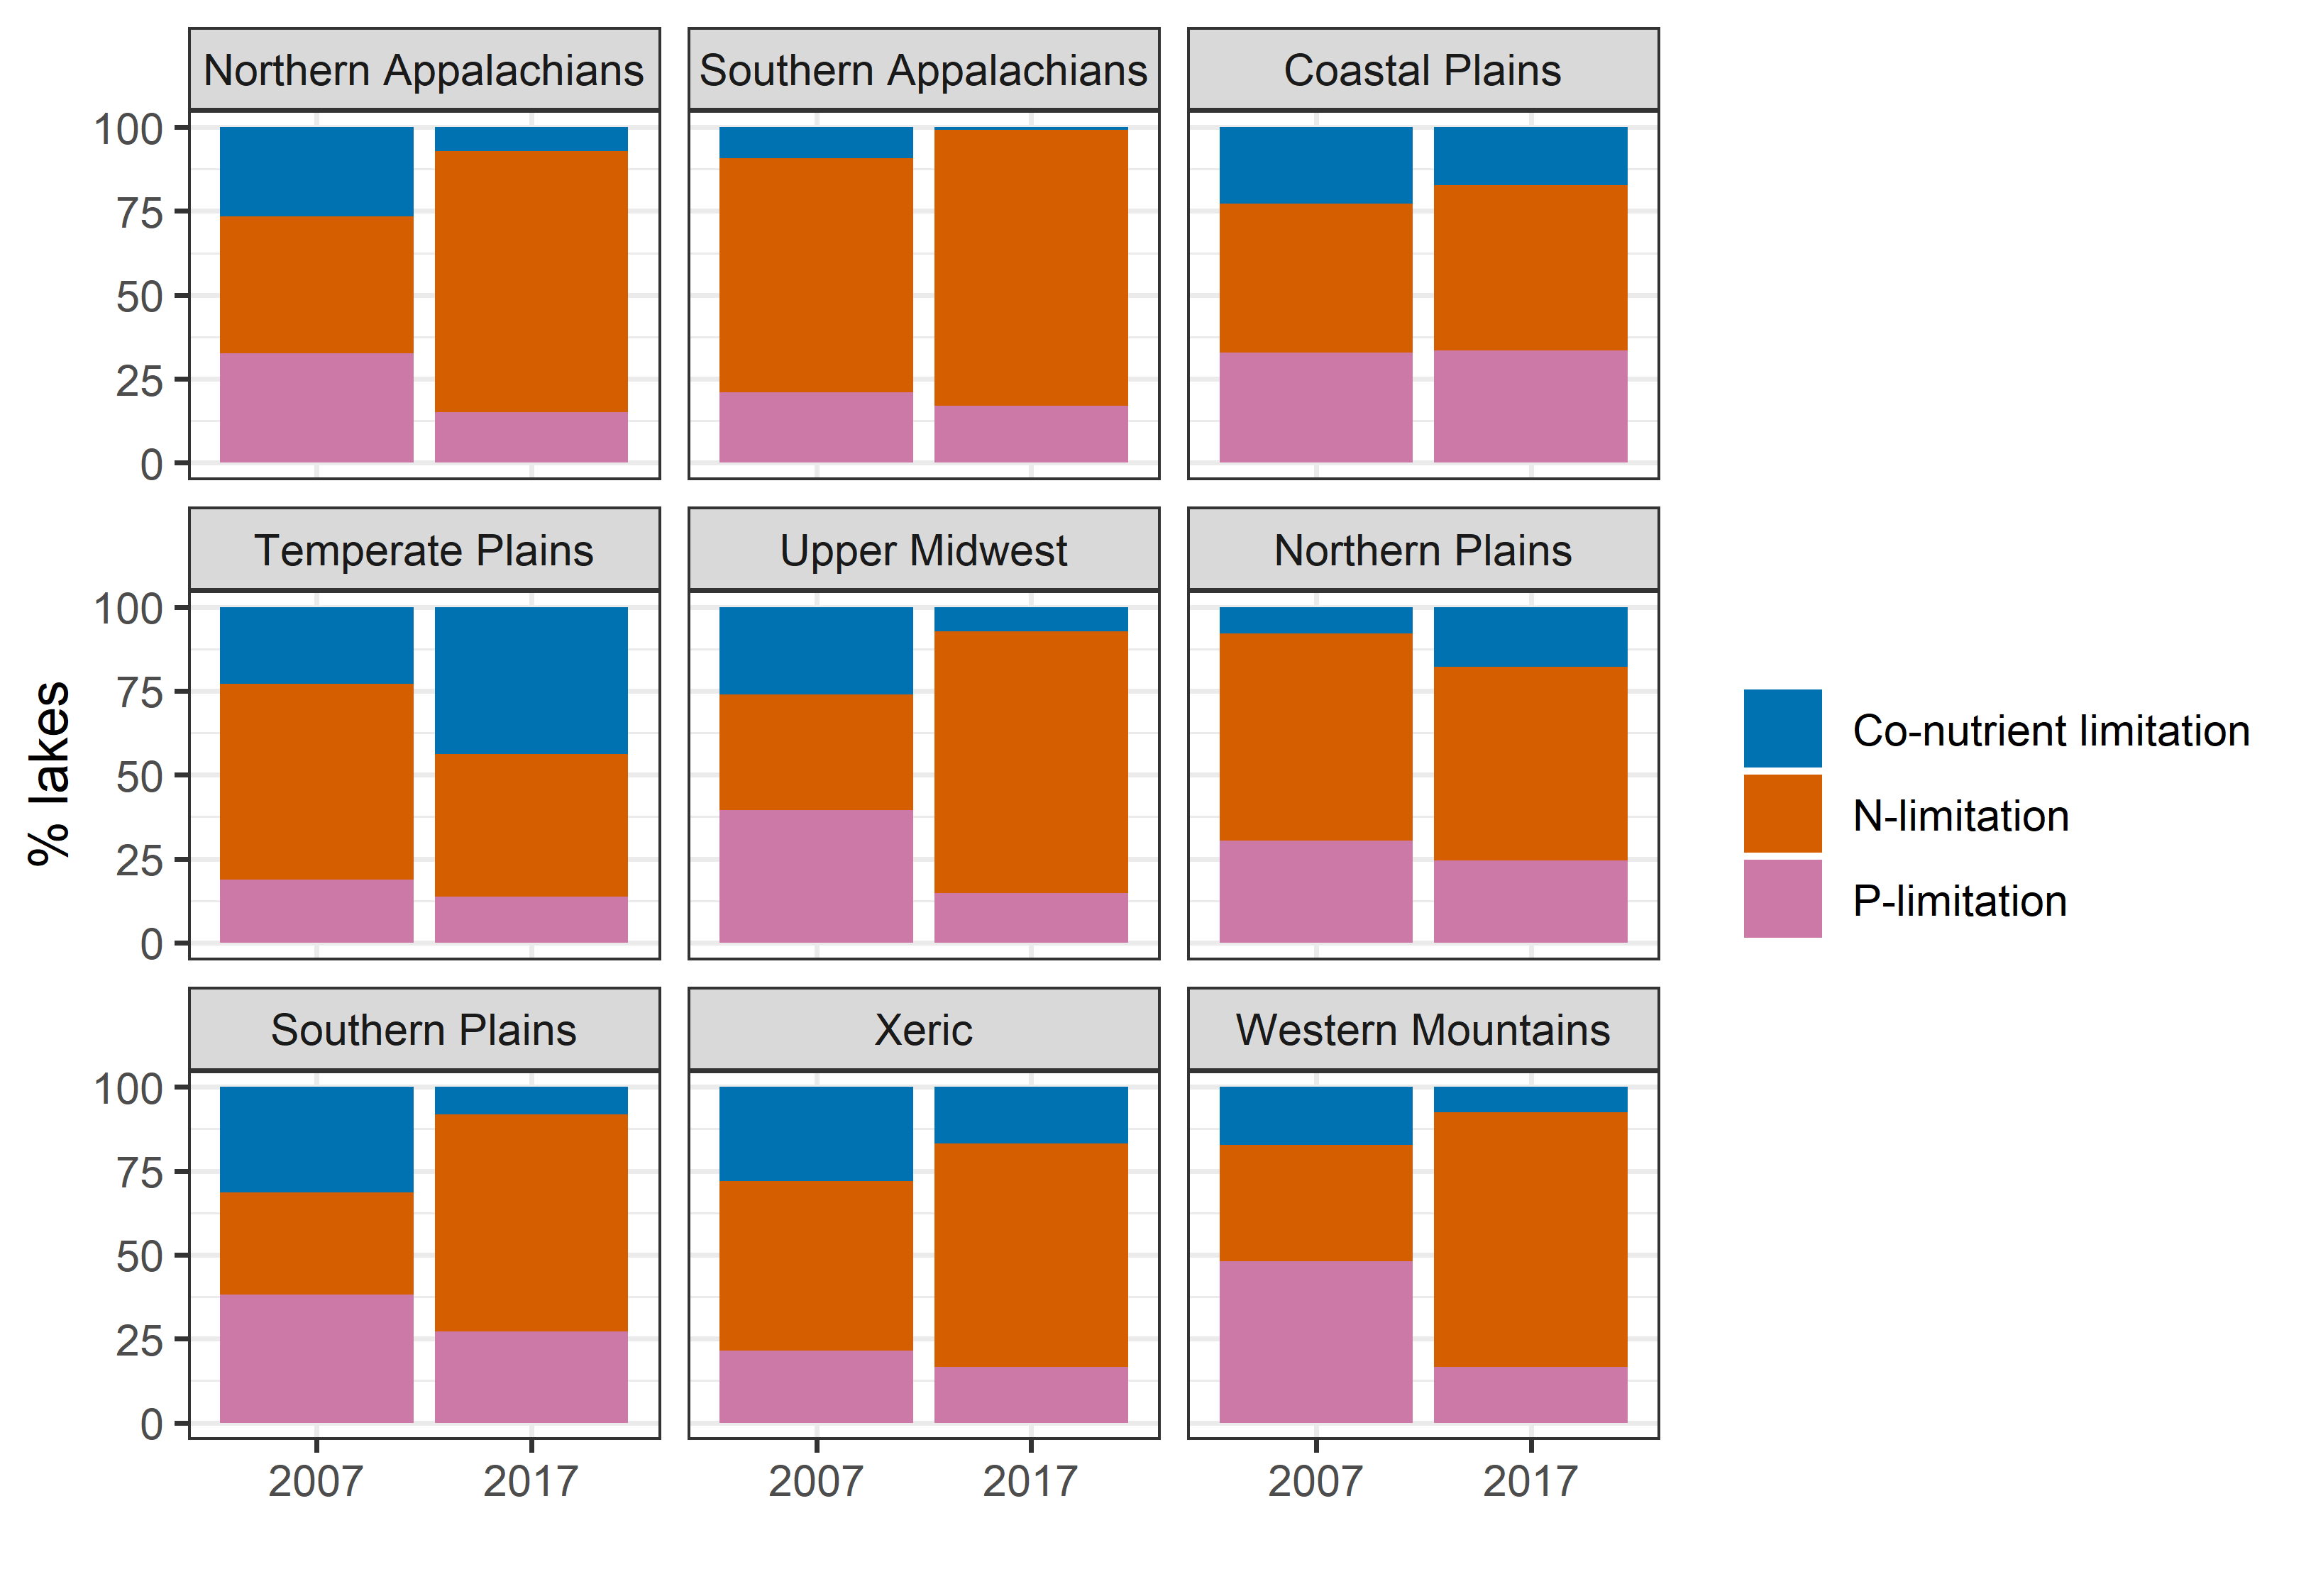 Northern Appalachians
Southern Appalachians
Coastal Plains
100
75
50
25
0
Temperate Plains
Upper Midwest
Northern Plains
100
75
50
25
0
% lakes
Co-nutrient limitation
N-limitation
P-limitation
Southern Plains
Xeric
Western Mountains
100
75
50
25
0
2007
2017
2007
2017
2007
2017